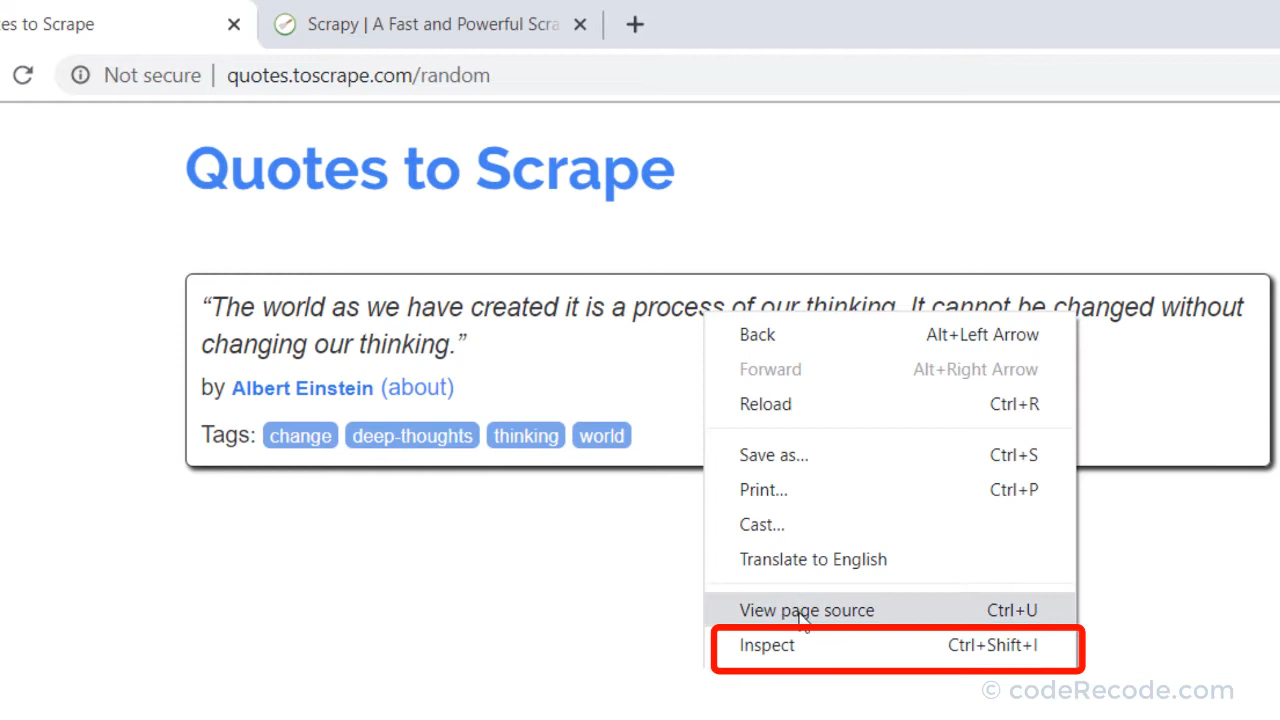 es to Scrape
Scrapy | A Fast and Powerful Scra
Not secure | quotes.toscrape.com/random
Quotes to Scrape
“The world as we have created it is a process of our thinking. It cannot be changed without
changing our thinking.”
by Albert Einstein (about)
Tags: change deep-thoughts thinking world
Back Alt+Left Arrow
Forward Alt+Right Arrow
Reload Ctrl+R
Save as... Ctrl+S
Print... Ctrl+P
Cast...
Translate to English
View page source Ctrl+U
Inspect Ctrl+Shift+I
© codeRecode.com